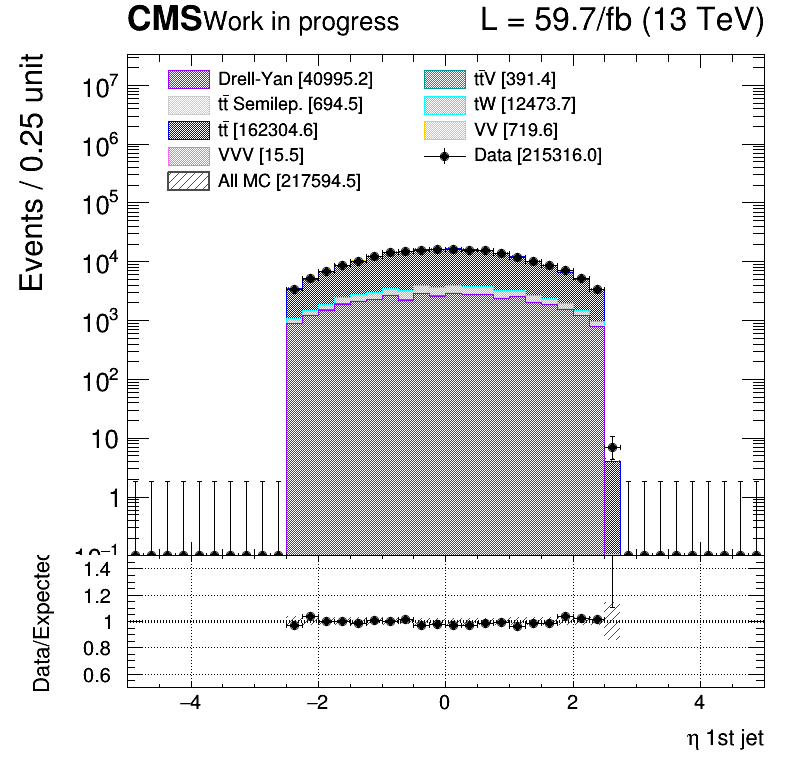 CMS Work in progress L = 59.7/fb (13 TeV)
Events / 0.25 unit
Drell-Yan [40995.2]
tt̄ Semilep. [694.5]
tt̄ [162304.6]
VVV [15.5]
All MC [217594.5]
tt̄V [391.4]
tW [12473.7]
VV [719.6]
Data [215316.0]
10⁷
10⁶
10⁵
10⁴
10³
10²
10
1
10⁻¹
Data/Expected
1.4
1.2
1
0.8
0.6
−4 −2 0 2 4
η 1st jet